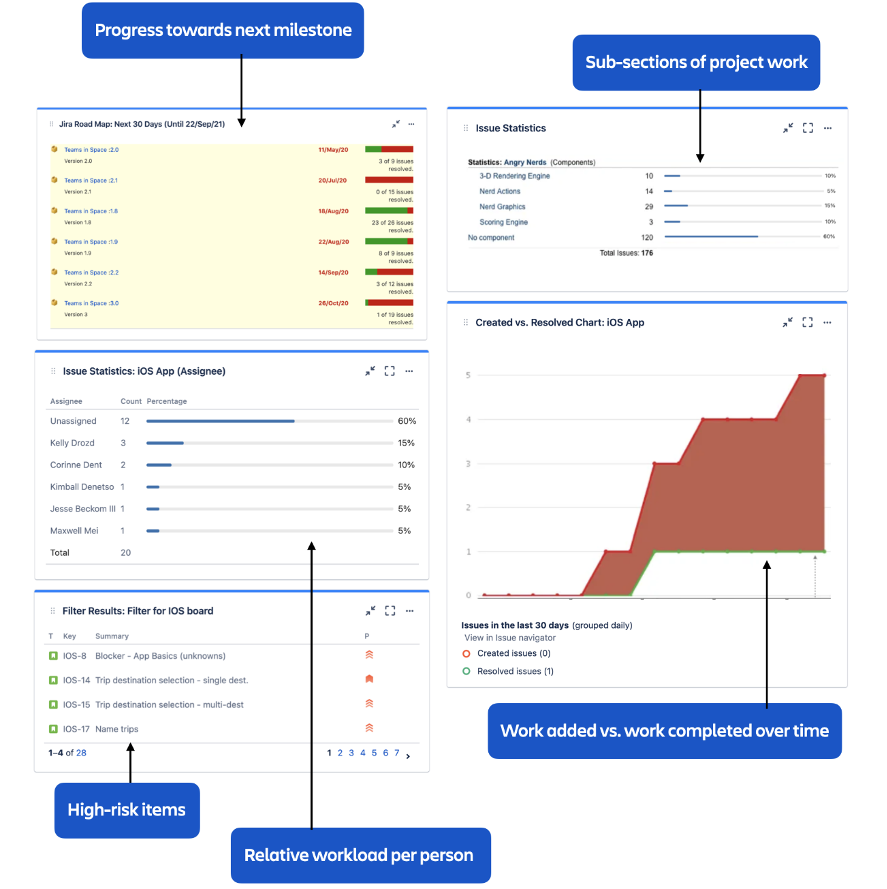 Progress towards next milestone
Sub-sections of project work
Jira Road Map: Next 30 Days (Until 22/Sep/21)
Teams in Space :2.0 11/May/20
Version 2.0 3 of 9 issues
resolved.
Teams in Space :2.1 20/Jul/20
Version 2.1 0 of 15 issues
resolved.
Teams in Space :1.8 18/Aug/20
Version 1.8 23 of 26 issues
resolved.
Teams in Space :1.9 22/Aug/20
Version 1.9 8 of 9 issues
resolved.
Teams in Space :2.2 14/Sep/20
Version 2.2 3 of 12 issues
resolved.
Teams in Space :3.0 26/Oct/20
Version 3 1 of 19 issues
resolved.
Issue Statistics
Statistics: Angry Nerds (Components)
3-D Rendering Engine 10 10%
Nerd Actions 14 5%
Nerd Graphics 29 15%
Scoring Engine 3 10%
No component 120 60%
Total Issues: 176
Issue Statistics: iOS App (Assignee)
Assignee Count Percentage
Unassigned 12 60%
Kelly Drozd 3 15%
Corinne Dent 2 10%
Kimball Denetso 1 5%
Jesse Beckom III 1 5%
Maxwell Mei 1 5%
Total 20
Created vs. Resolved Chart: iOS App
5
4
3
2
1
0
Issues in the last 30 days (grouped daily)
View in Issue navigator
Created issues (0)
Resolved issues (1)
Filter Results: Filter for IOS board
T Key Summary P
IOS-8 Blocker - App Basics (unknowns)
IOS-14 Trip destination selection - single dest.
IOS-15 Trip destination selection - multi-dest
IOS-17 Name trips
1–4 of 28 1 2 3 4 5 6 7
Work added vs. work completed over time
High-risk items
Relative workload per person